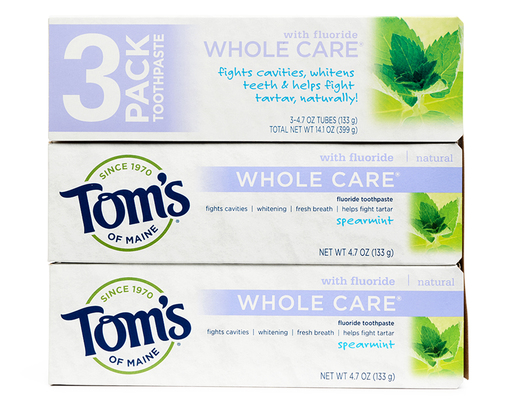 3 PACK
TOOTHPASTE
with fluoride
WHOLE CARE®
fights cavities, whitens
teeth & helps fight
tartar, naturally!
3-4.7 OZ TUBES (133 g)
TOTAL NET WT 14.1 OZ (399 g)
SINCE 1970
Tom's
OF MAINE
with fluoride | natural
WHOLE CARE®
fluoride toothpaste
fights cavities | whitening | fresh breath | helps fight tartar
spearmint
NET WT 4.7 OZ (133 g)
SINCE 1970
Tom's
OF MAINE
with fluoride | natural
WHOLE CARE®
fluoride toothpaste
fights cavities | whitening | fresh breath | helps fight tartar
spearmint
NET WT 4.7 OZ (133 g)